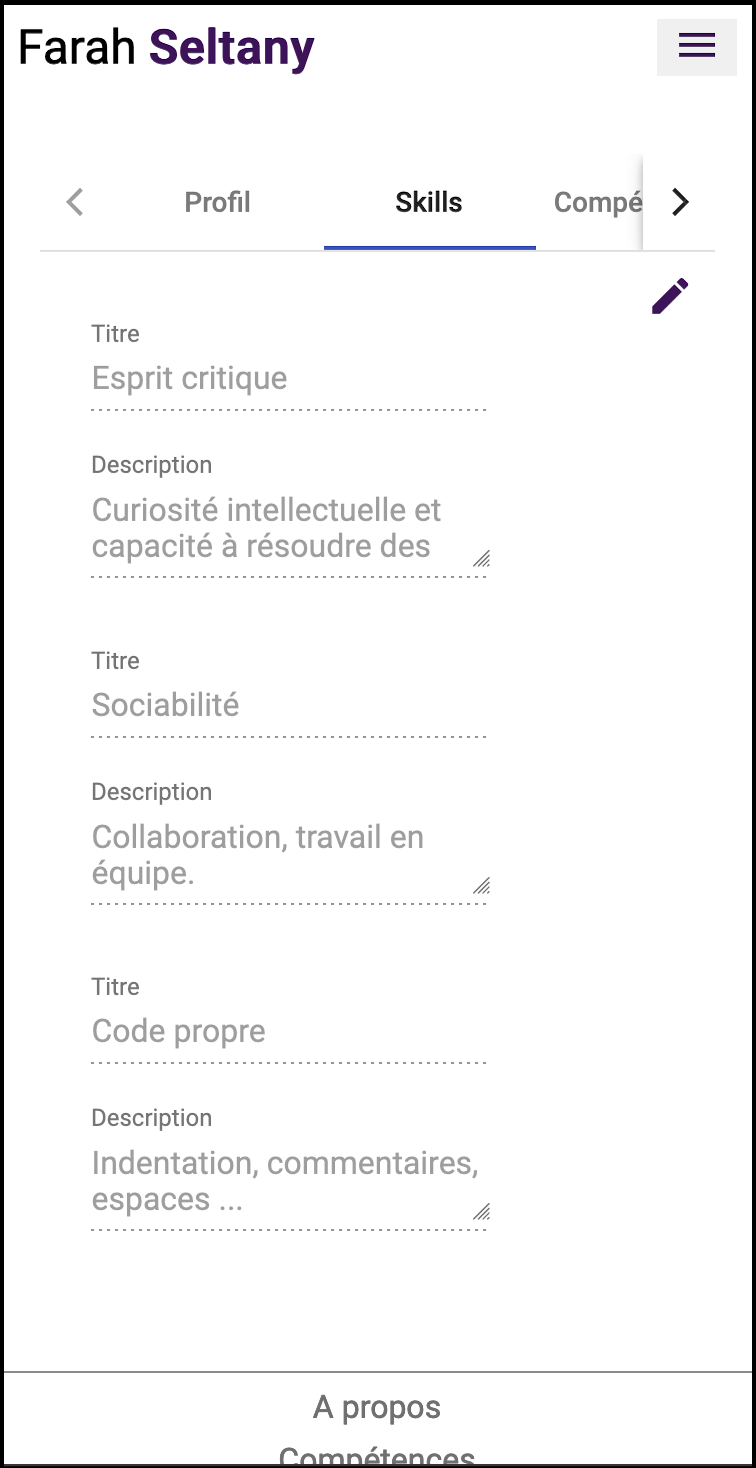 Farah Seltany
Profil
Skills
Compé
Titre
Esprit critique
Description
Curiosité intellectuelle et
capacité à résoudre des
Titre
Sociabilité
Description
Collaboration, travail en
équipe.
Titre
Code propre
Description
Indentation, commentaires,
espaces ...
A propos
Compétences